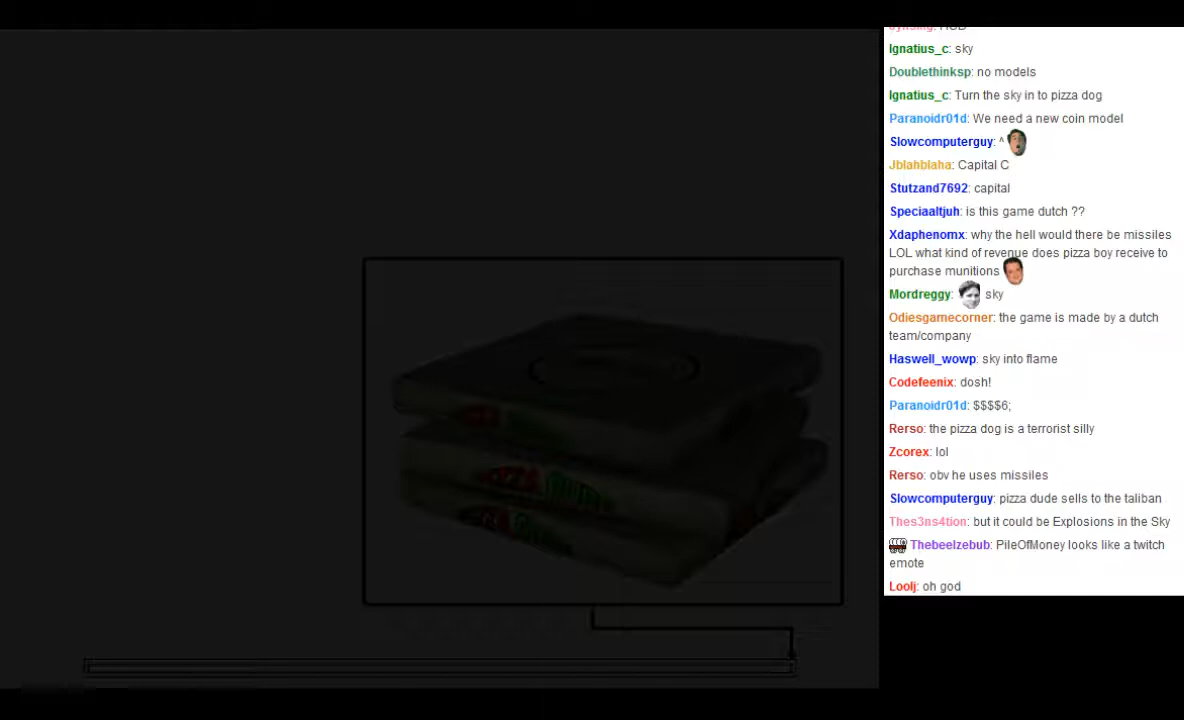 Ignatius_c: sky
Doublethinksp: no models
Ignatius_c: Turn the sky in to pizza dog
Paranoidr01d: We need a new coin model
Slowcomputerguy: ^
Jblahblaha: Capital C
Stutzand7692: capital
Speciaaltjuh: is this game dutch ??
Xdaphenomx: why the hell would there be missiles
LOL what kind of revenue does pizza boy receive to
purchase munitions
Mordreggy: sky
Odiesgamecorner: the game is made by a dutch
team/company
Haswell_wowp: sky into flame
Codefeenix: dosh!
Paranoidr01d: $$$$6;
Rerso: the pizza dog is a terrorist silly
Zcorex: lol
Rerso: obv he uses missiles
Slowcomputerguy: pizza dude sells to the taliban
Thes3ns4tion: but it could be Explosions in the Sky
Thebeelzebub: PileOfMoney looks like a twitch
emote
Loolj: oh god